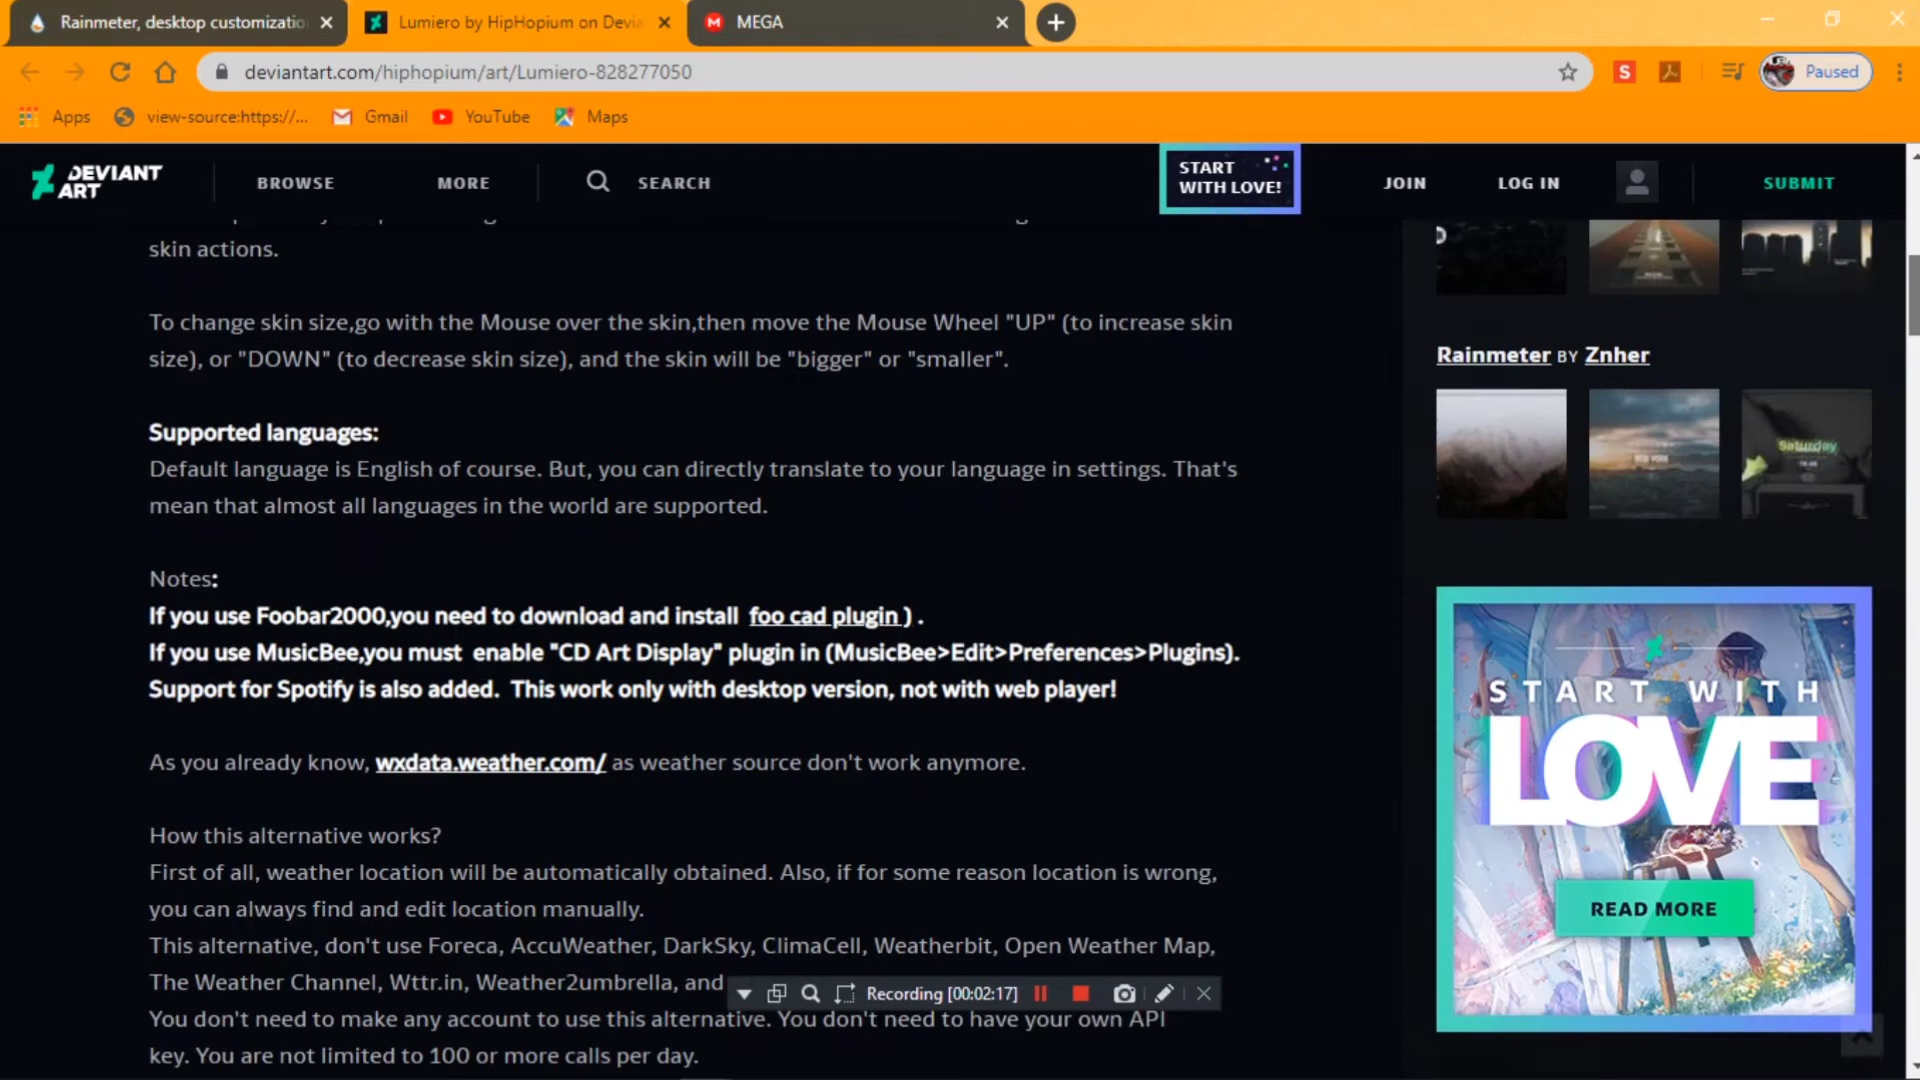 Rainmeter, desktop customizatio
Lumiero by HipHopium on Devia
MEGA
deviantart.com/hiphopium/art/Lumiero-828277050
Paused
Apps
view-source:https://...
Gmail
YouTube
Maps
DEVIANT ART
BROWSE
MORE
SEARCH
START
WITH LOVE!
JOIN
LOG IN
SUBMIT
skin actions.
To change skin size,go with the Mouse over the skin,then move the Mouse Wheel "UP" (to increase skin
size), or "DOWN" (to decrease skin size), and the skin will be "bigger" or "smaller".
Supported languages:
Default language is English of course. But, you can directly translate to your language in settings. That's
mean that almost all languages in the world are supported.
Notes:
If you use Foobar2000,you need to download and install foo cad plugin ) .
If you use MusicBee,you must enable "CD Art Display" plugin in (MusicBee>Edit>Preferences>Plugins).
Support for Spotify is also added. This work only with desktop version, not with web player!
As you already know, wxdata.weather.com/ as weather source don't work anymore.
How this alternative works?
First of all, weather location will be automatically obtained. Also, if for some reason location is wrong,
you can always find and edit location manually.
This alternative, don't use Foreca, AccuWeather, DarkSky, ClimaCell, Weatherbit, Open Weather Map,
The Weather Channel, Wttr.in, Weather2umbrella, and
You don't need to make any account to use this alternative. You don't need to have your own API
key. You are not limited to 100 or more calls per day.
Recording [00:02:17]
Rainmeter BY Znher
Saturday
START WITH
LOVE
READ MORE